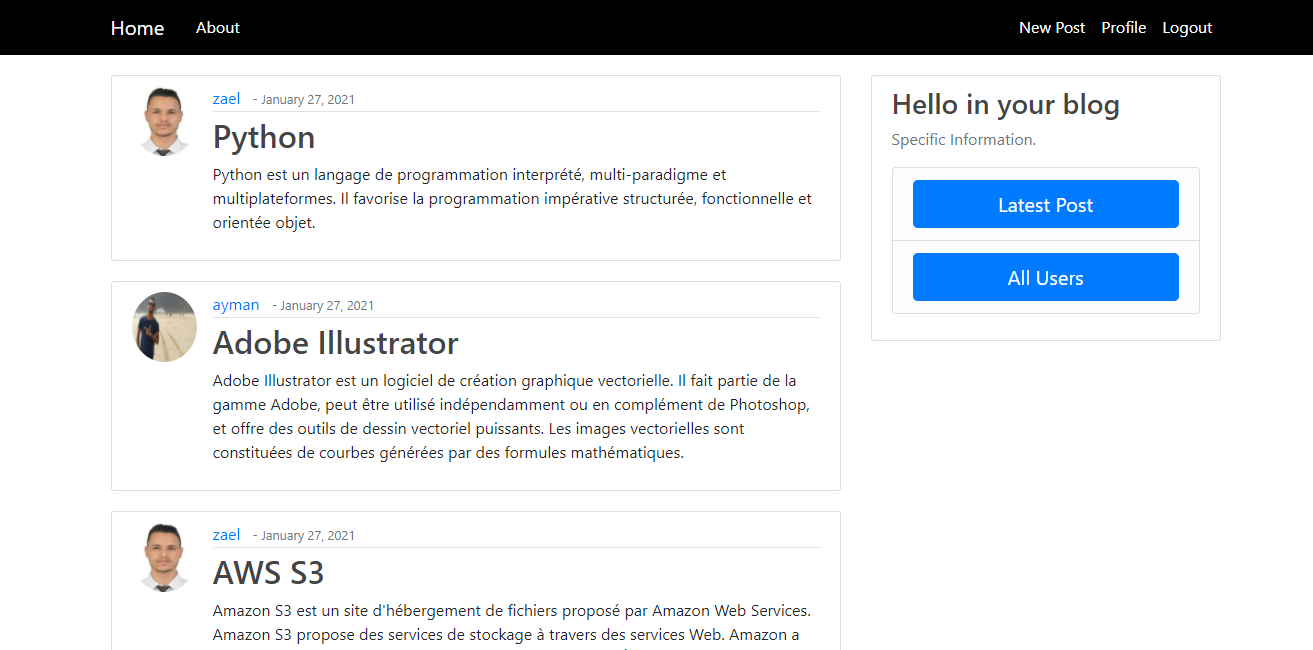 Home About New Post Profile Logout
zael - January 27, 2021
Python
Python est un langage de programmation interprété, multi-paradigme et
multiplateformes. Il favorise la programmation impérative structurée, fonctionnelle et
orientée objet.
ayman - January 27, 2021
Adobe Illustrator
Adobe Illustrator est un logiciel de création graphique vectorielle. Il fait partie de la
gamme Adobe, peut être utilisé indépendamment ou en complément de Photoshop,
et offre des outils de dessin vectoriel puissants. Les images vectorielles sont
constituées de courbes générées par des formules mathématiques.
zael - January 27, 2021
AWS S3
Amazon S3 est un site d'hébergement de fichiers proposé par Amazon Web Services.
Amazon S3 propose des services de stockage à travers des services Web. Amazon a
Hello in your blog
Specific Information.
Latest Post
All Users